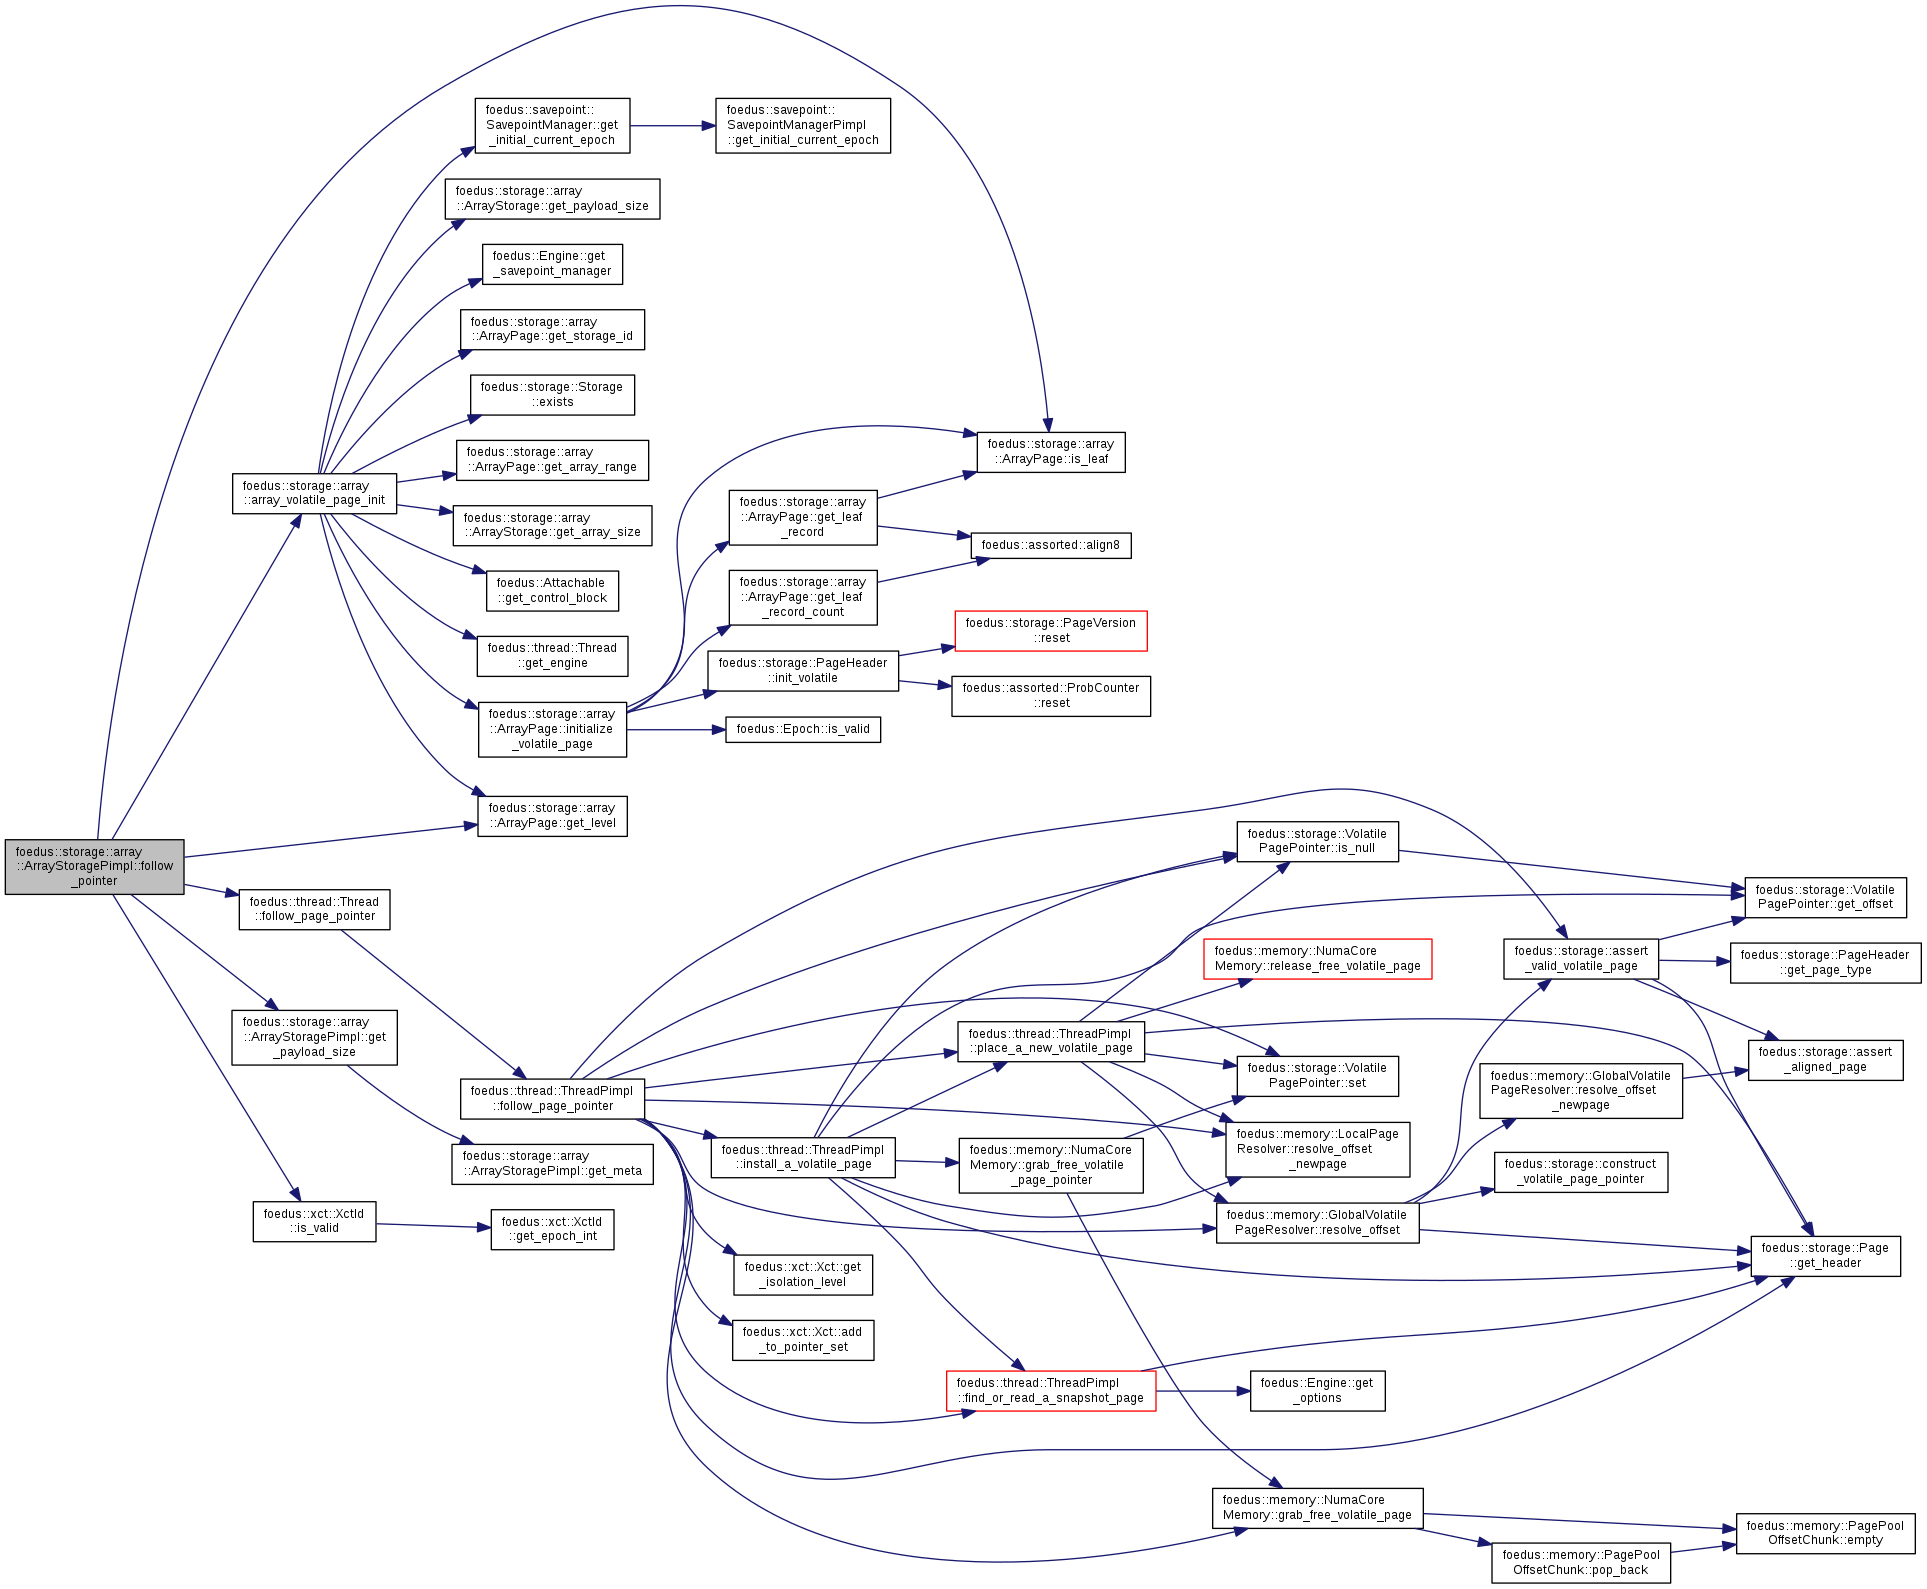 foedus::storage::array
::ArrayStoragePimpl::follow
_pointer
foedus::storage::array
::array_volatile_page_init
foedus::thread::Thread
::follow_page_pointer
foedus::storage::array
::ArrayStoragePimpl::get
_payload_size
foedus::xct::XctId
::is_valid
foedus::savepoint::
SavepointManager::get
_initial_current_epoch
foedus::storage::array
::ArrayStorage::get_payload_size
foedus::Engine::get
_savepoint_manager
foedus::storage::array
::ArrayPage::get_storage_id
foedus::storage::Storage
::exists
foedus::storage::array
::ArrayPage::get_array_range
foedus::storage::array
::ArrayStorage::get_array_size
foedus::Attachable
::get_control_block
foedus::thread::Thread
::get_engine
foedus::storage::array
::ArrayPage::initialize
_volatile_page
foedus::storage::array
::ArrayPage::get_level
foedus::thread::ThreadPimpl
::follow_page_pointer
foedus::storage::array
::ArrayStoragePimpl::get_meta
foedus::xct::XctId
::get_epoch_int
foedus::savepoint::
SavepointManagerPimpl
::get_initial_current_epoch
foedus::storage::array
::ArrayPage::get_leaf
_record
foedus::storage::array
::ArrayPage::get_leaf
_record_count
foedus::storage::PageHeader
::init_volatile
foedus::Epoch::is_valid
foedus::thread::ThreadPimpl
::install_a_volatile_page
foedus::xct::Xct::get
_isolation_level
foedus::xct::Xct::add
_to_pointer_set
foedus::storage::array
::ArrayPage::is_leaf
foedus::assorted::align8
foedus::storage::PageVersion
::reset
foedus::assorted::ProbCounter
::reset
foedus::thread::ThreadPimpl
::place_a_new_volatile_page
foedus::memory::NumaCore
Memory::grab_free_volatile
_page_pointer
foedus::thread::ThreadPimpl
::find_or_read_a_snapshot_page
foedus::storage::Volatile
PagePointer::is_null
foedus::memory::NumaCore
Memory::release_free_volatile_page
foedus::storage::Volatile
PagePointer::set
foedus::memory::LocalPage
Resolver::resolve_offset
_newpage
foedus::memory::GlobalVolatile
PageResolver::resolve_offset
foedus::Engine::get
_options
foedus::memory::NumaCore
Memory::grab_free_volatile_page
foedus::storage::assert
_valid_volatile_page
foedus::memory::GlobalVolatile
PageResolver::resolve_offset
_newpage
foedus::storage::construct
_volatile_page_pointer
foedus::memory::PagePool
OffsetChunk::pop_back
foedus::storage::Volatile
PagePointer::get_offset
foedus::storage::PageHeader
::get_page_type
foedus::storage::assert
_aligned_page
foedus::storage::Page
::get_header
foedus::memory::PagePool
OffsetChunk::empty